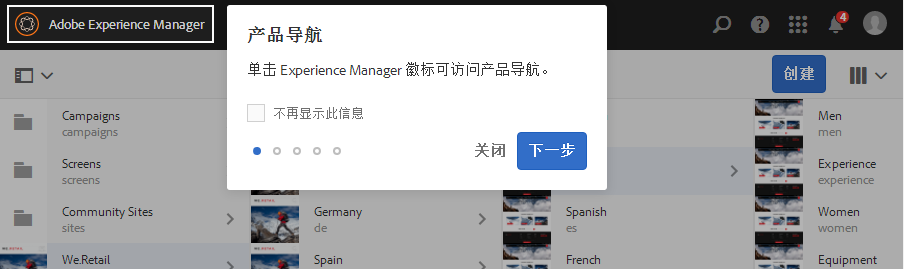 Adobe Experience Manager
4
产品导航
单击 Experience Manager 徽标可访问产品导航。
不再显示此信息
关闭
下一步
创建
Campaigns
campaigns
Screens
screens
Community Sites
sites
We.Retail
Germany
de
Spain
Spanish
es
French
Men
men
Experience
experience
Women
women
Equipment